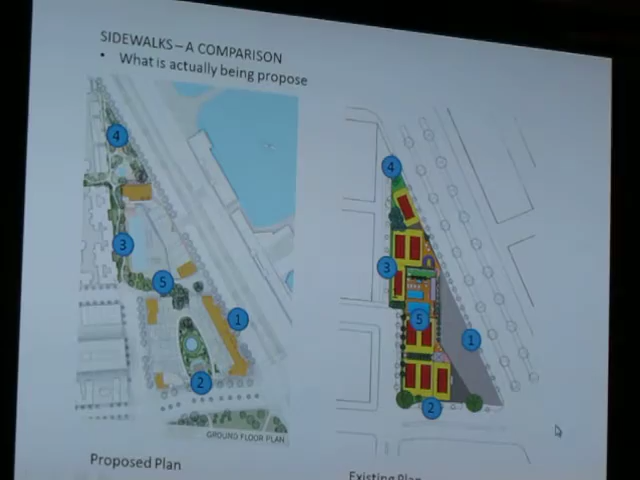 SIDEWALKS – A COMPARISON
• What is actually being propose
4
3
5
1
2
GROUND FLOOR PLAN
Proposed Plan
4
3
5
1
2
Existing Plan